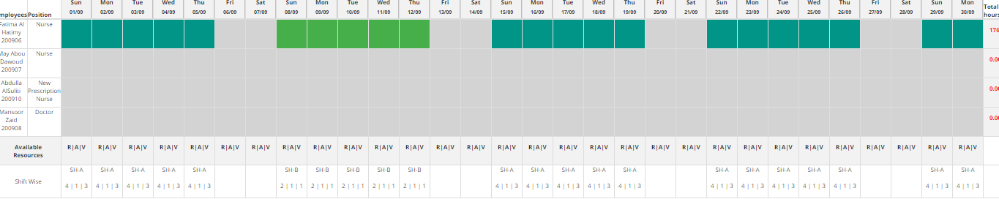 Sun Mon Tue Wed Thu Fri Sat Sun Mon Tue Wed Thu Fri Sat Sun Mon Tue Wed Thu Fri Sat Sun Mon Tue Wed Thu Fri Sat Sun Mon
mployees Position 01/09 02/09 03/09 04/09 05/09 06/09 07/09 08/09 09/09 10/09 11/09 12/09 13/09 14/09 15/09 16/09 17/09 18/09 19/09 20/09 21/09 22/09 23/09 24/09 25/09 26/09 27/09 28/09 29/09 30/09 Total
hours
Fatima Al Nurse
Hatimy 176
200906
May Abou Nurse
Dawoud 0.00
200907
Abdulla New
AlSuliti Prescription 0.00
200910 Nurse
Mansoor Doctor
Zaid 0.00
200908
Available R|A|V R|A|V R|A|V R|A|V R|A|V R|A|V R|A|V R|A|V R|A|V R|A|V R|A|V R|A|V R|A|V R|A|V R|A|V R|A|V R|A|V R|A|V R|A|V R|A|V R|A|V R|A|V R|A|V R|A|V R|A|V R|A|V R|A|V R|A|V R|A|V R|A|V
Resources
SH-A SH-A SH-A SH-A SH-A SH-B SH-B SH-B SH-B SH-B SH-A SH-A SH-A SH-A SH-A SH-A SH-A SH-A SH-A SH-A SH-A SH-A
Shift Wise
4 | 1 | 3 4 | 1 | 3 4 | 1 | 3 4 | 1 | 3 4 | 1 | 3 2 | 1 | 1 2 | 1 | 1 2 | 1 | 1 2 | 1 | 1 2 | 1 | 1 4 | 1 | 3 4 | 1 | 3 4 | 1 | 3 4 | 1 | 3 4 | 1 | 3 4 | 1 | 3 4 | 1 | 3 4 | 1 | 3 4 | 1 | 3 4 | 1 | 3 4 | 1 | 3 4 | 1 | 3